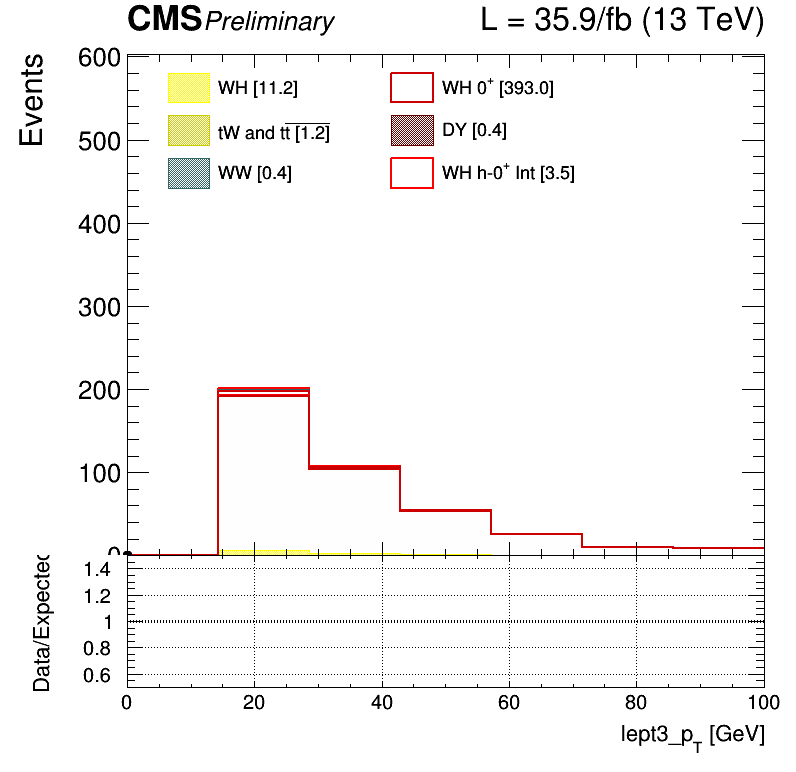 CMS Preliminary L = 35.9/fb (13 TeV)
Events
600
500
400
300
200
100
0
WH [11.2]
WH 0+ [393.0]
tW and tt [1.2]
DY [0.4]
WW [0.4]
WH h-0+ Int [3.5]
Data/Expected
1.4
1.2
1
0.8
0.6
0 20 40 60 80 100
lept3_pT [GeV]